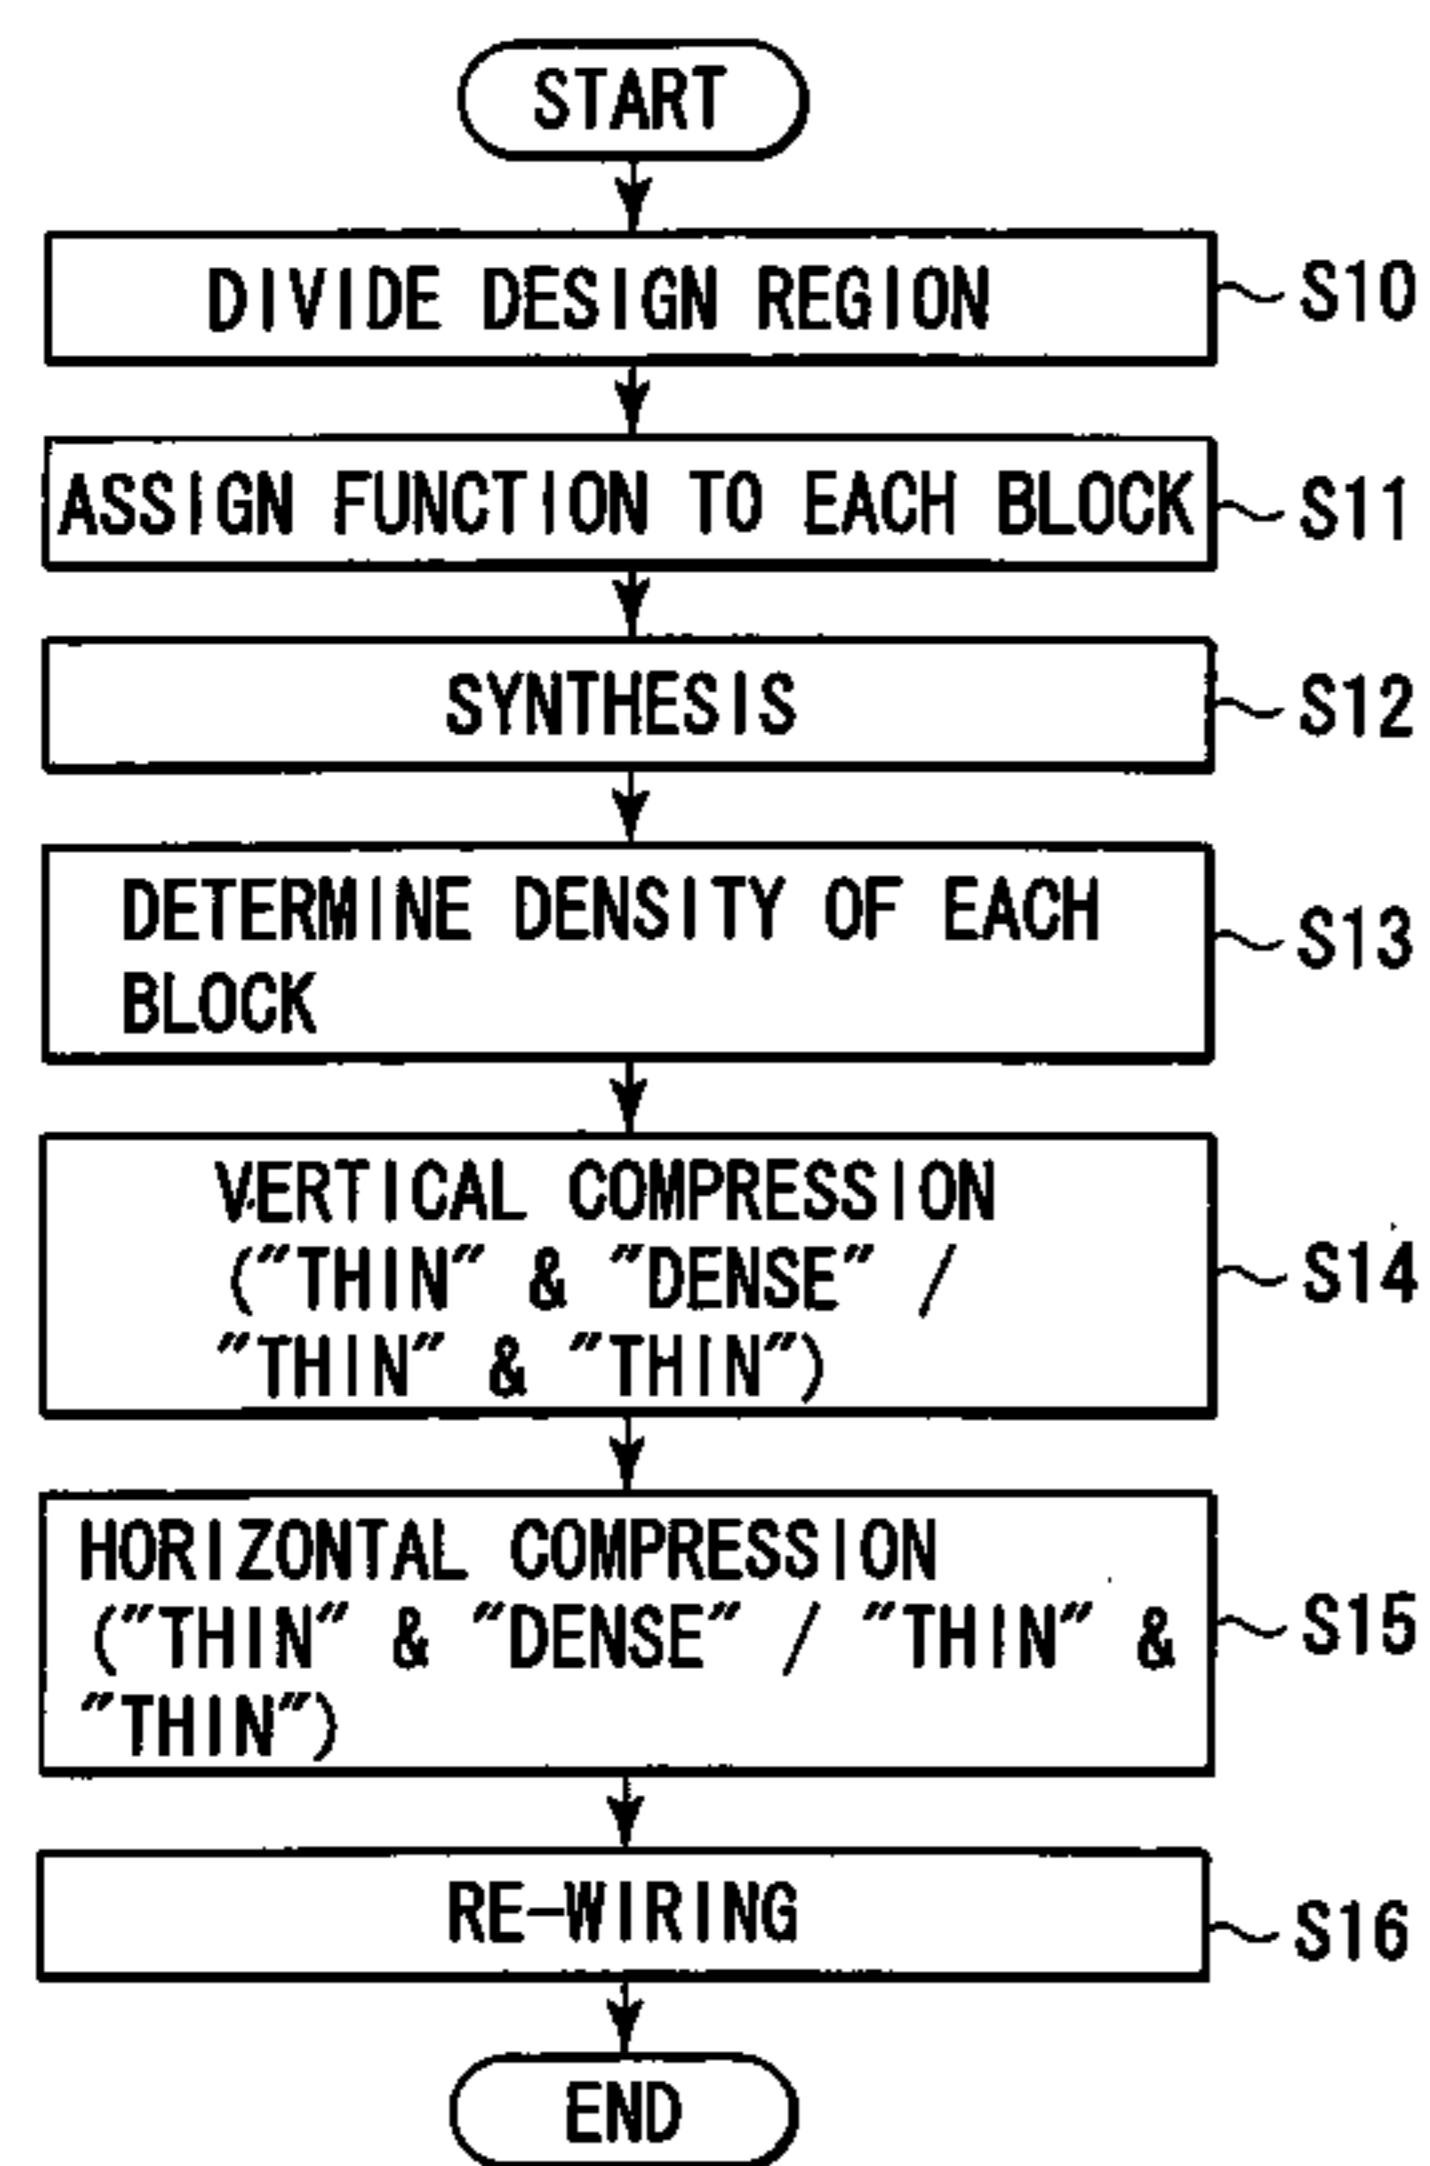 START
DIVIDE DESIGN REGION
S10
ASSIGN FUNCTION TO EACH BLOCK
S11
SYNTHESIS
S12
DETERMINE DENSITY OF EACH
BLOCK
S13
VERTICAL COMPRESSION
("THIN" & "DENSE" /
"THIN" & "THIN")
S14
HORIZONTAL COMPRESSION
("THIN" & "DENSE" / "THIN" &
"THIN")
S15
RE-WIRING
S16
END